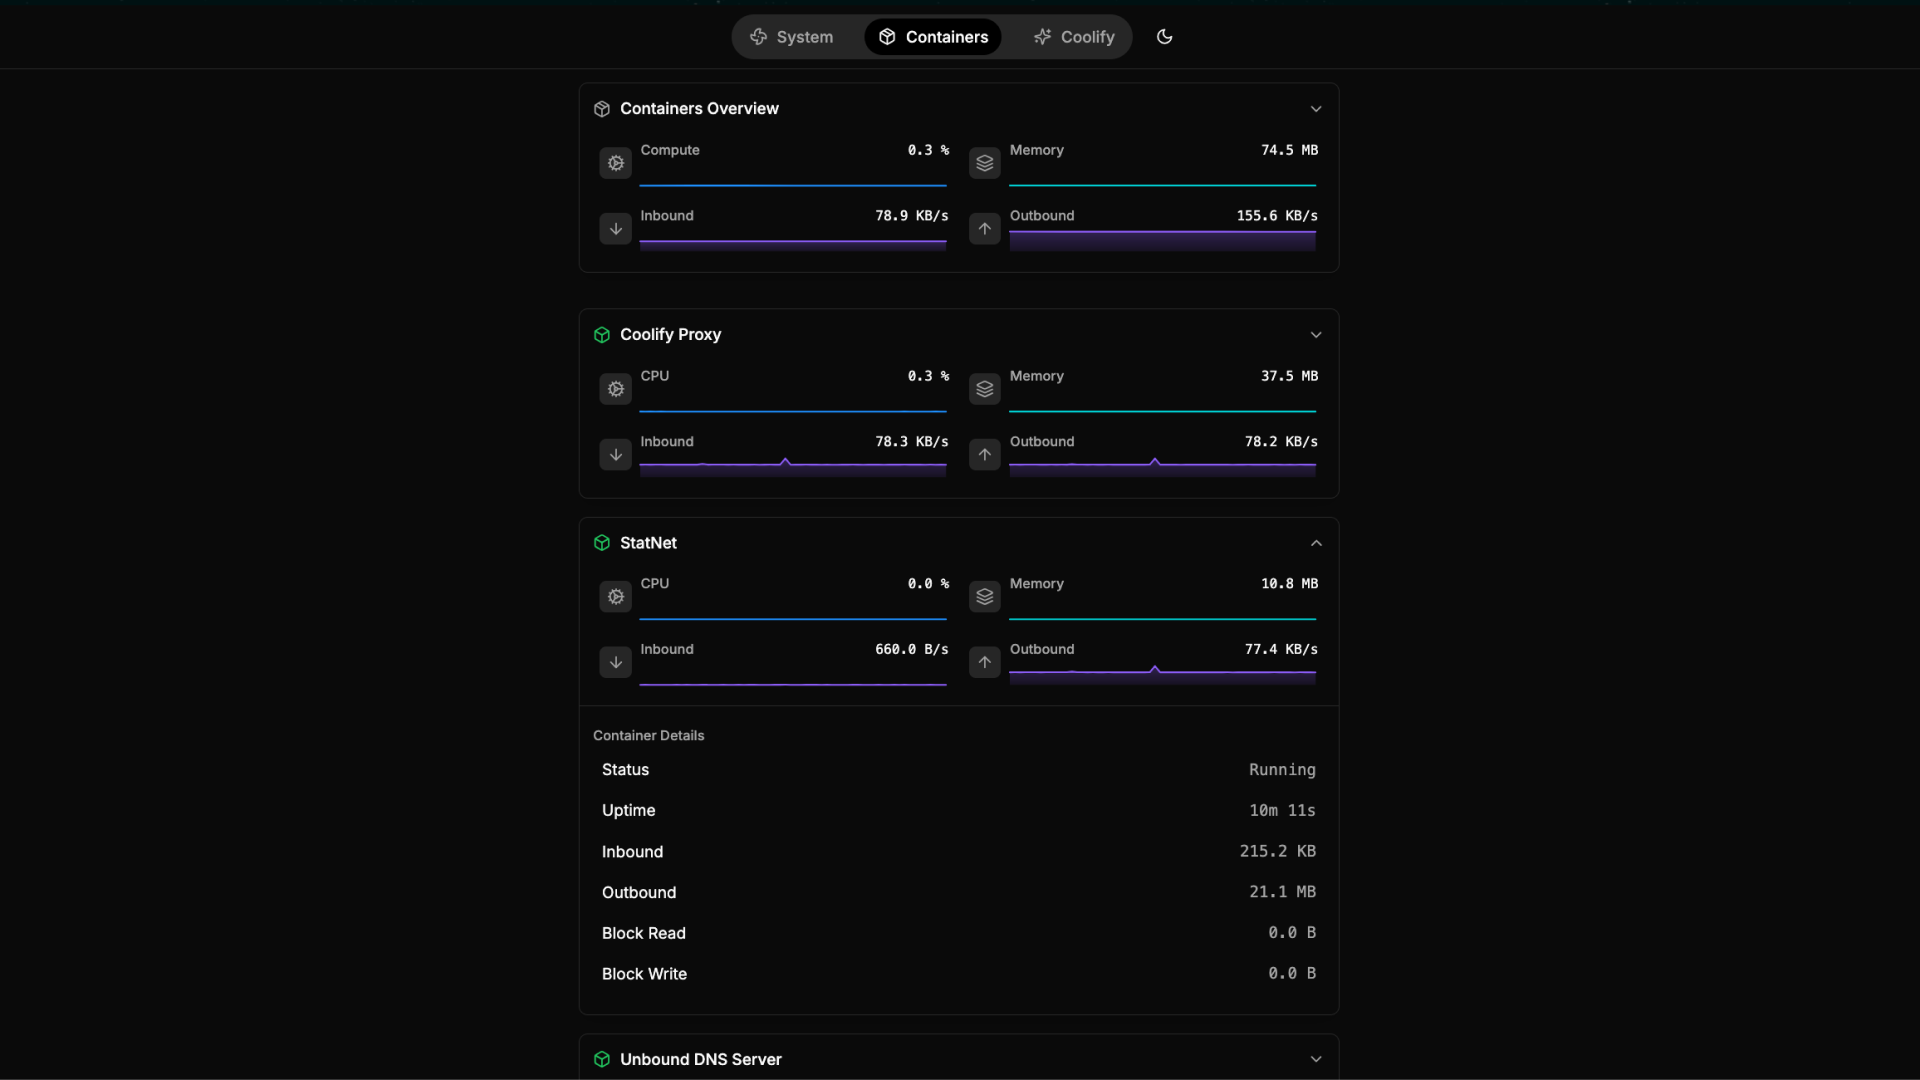 System Containers Coolify
Containers Overview
Compute 0.3 % Memory 74.5 MB
Inbound 78.9 KB/s Outbound 155.6 KB/s
Coolify Proxy
CPU 0.3 % Memory 37.5 MB
Inbound 78.3 KB/s Outbound 78.2 KB/s
StatNet
CPU 0.0 % Memory 10.8 MB
Inbound 660.0 B/s Outbound 77.4 KB/s
Container Details
Status Running
Uptime 10m 11s
Inbound 215.2 KB
Outbound 21.1 MB
Block Read 0.0 B
Block Write 0.0 B
Unbound DNS Server